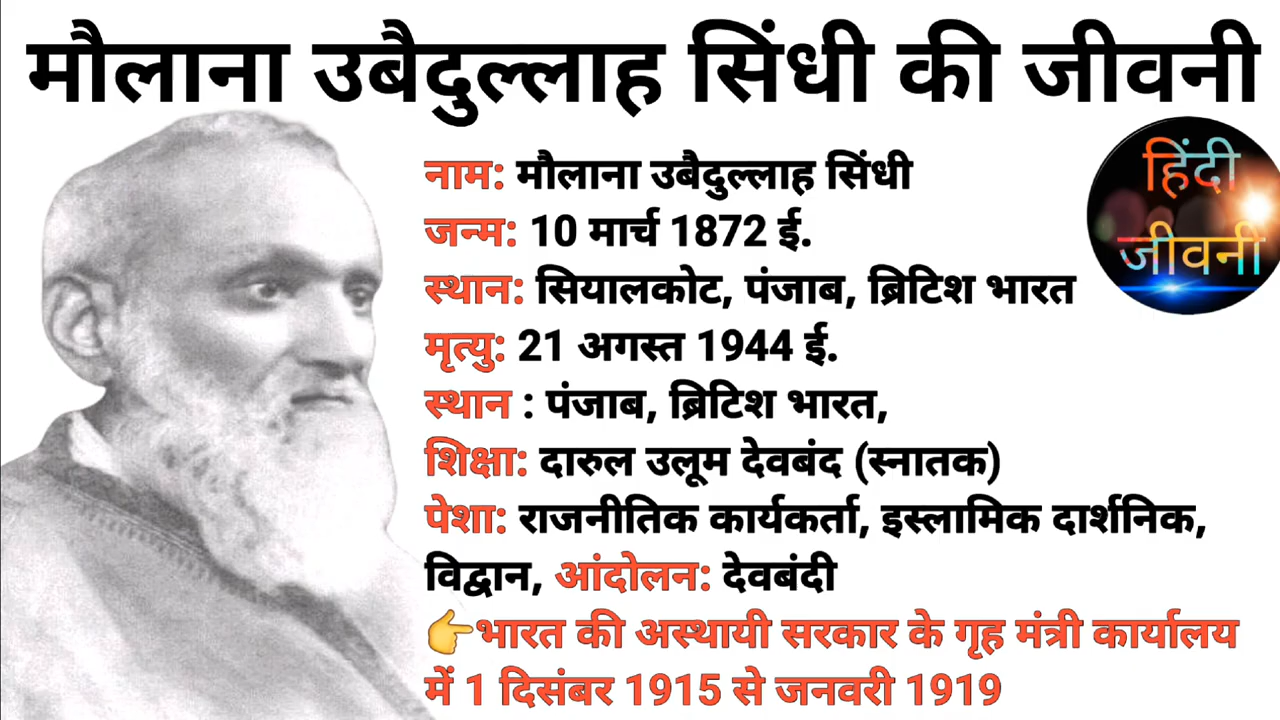 मौलाना उबैदुल्लाह सिंधी की जीवनी
हिंदी
जीवनी
नाम: मौलाना उबैदुल्लाह सिंधी
जन्म: 10 मार्च 1872 ई.
स्थान: सियालकोट, पंजाब, ब्रिटिश भारत
मृत्यु: 21 अगस्त 1944 ई.
स्थान : पंजाब, ब्रिटिश भारत,
शिक्षा: दारुल उलूम देवबंद (स्नातक)
पेशा: राजनीतिक कार्यकर्ता, इस्लामिक दार्शनिक,
विद्वान, आंदोलन: देवबंदी
👉भारत की अस्थायी सरकार के गृह मंत्री कार्यालय
में 1 दिसंबर 1915 से जनवरी 1919